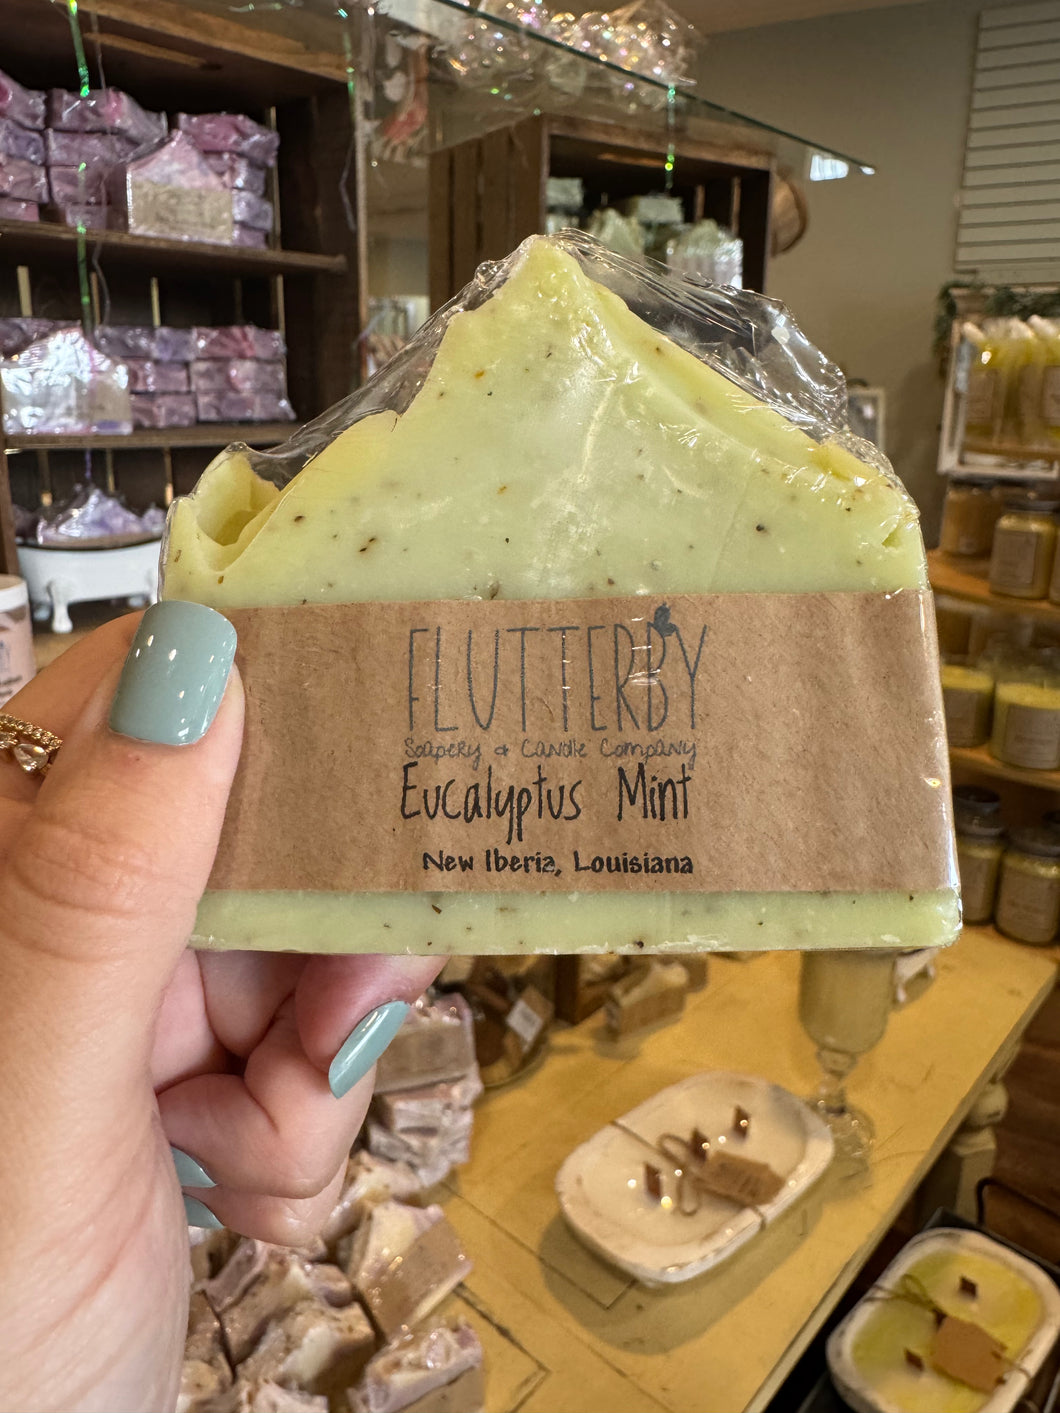 FLUTTERBY
Soapery & Candle Company
Eucalyptus Mint
New Iberia, Louisiana